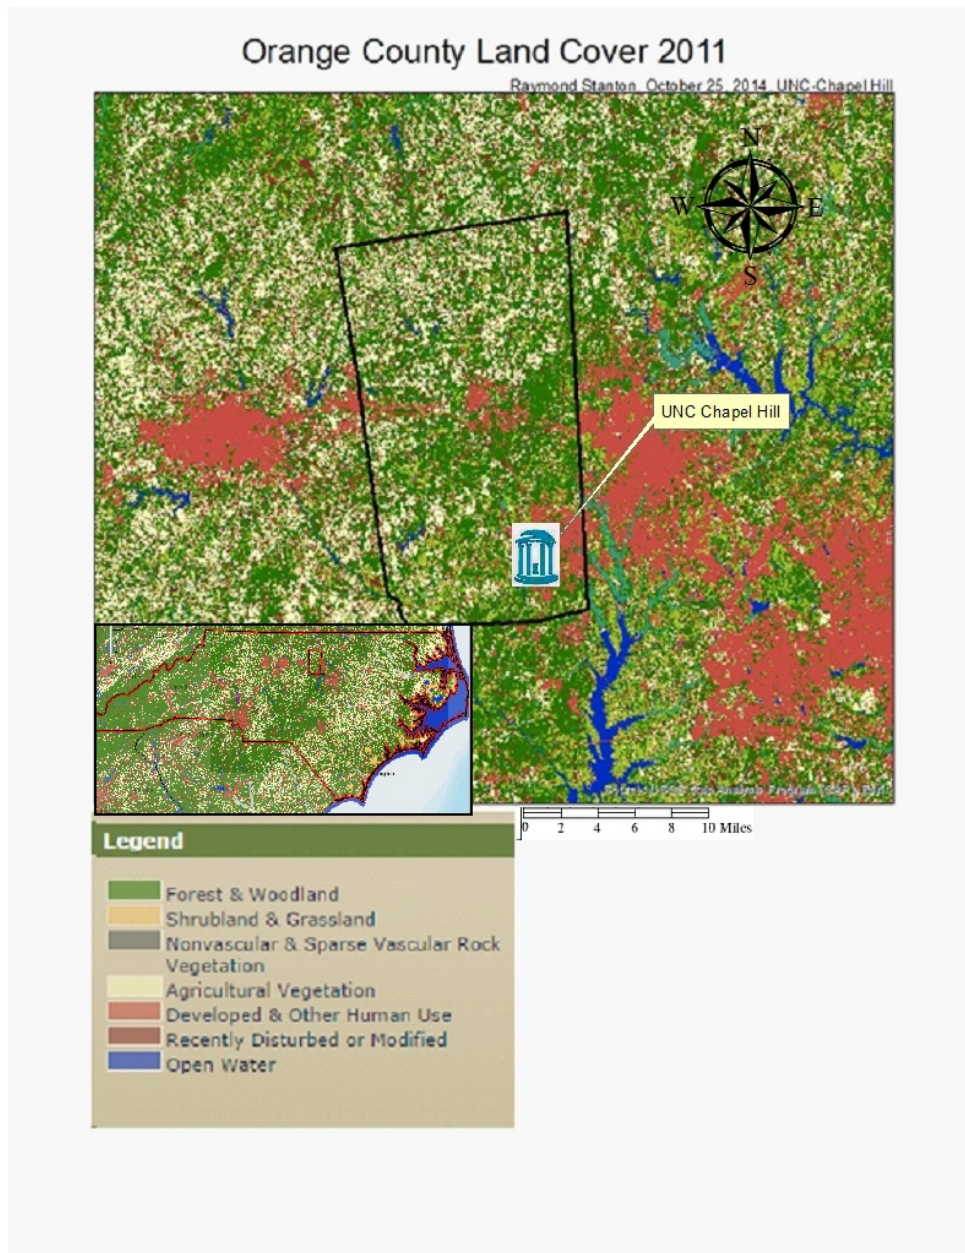 Orange County Land Cover 2011
Raymond Stanton, October 25, 2014, UNC-Chapel Hill
N
W E
S
UNC Chapel Hill
0 2 4 6 8 10 Miles
Legend
Forest & Woodland
Shrubland & Grassland
Nonvascular & Sparse Vascular Rock
Vegetation
Agricultural Vegetation
Developed & Other Human Use
Recently Disturbed or Modified
Open Water